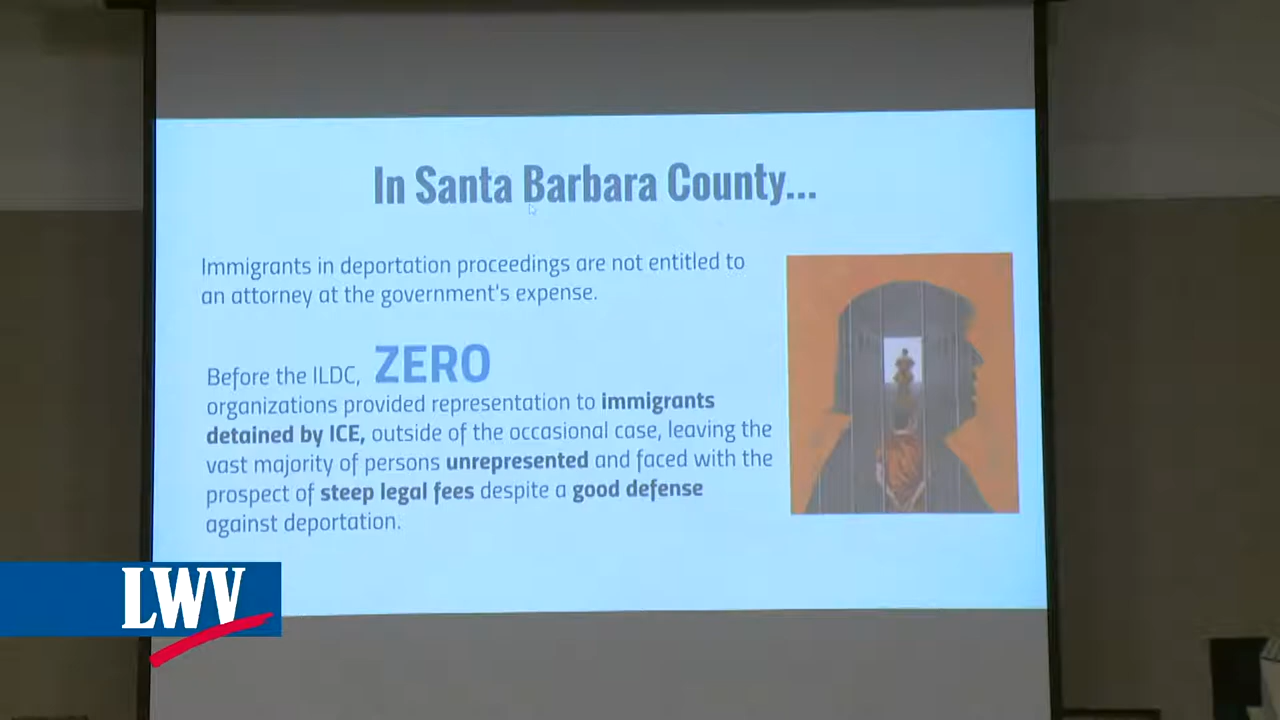 In Santa Barbara County...
Immigrants in deportation proceedings are not entitled to
an attorney at the government's expense.
Before the ILDC, ZERO
organizations provided representation to immigrants
detained by ICE, outside of the occasional case, leaving the
vast majority of persons unrepresented and faced with the
prospect of steep legal fees despite a good defense
against deportation.
LWV